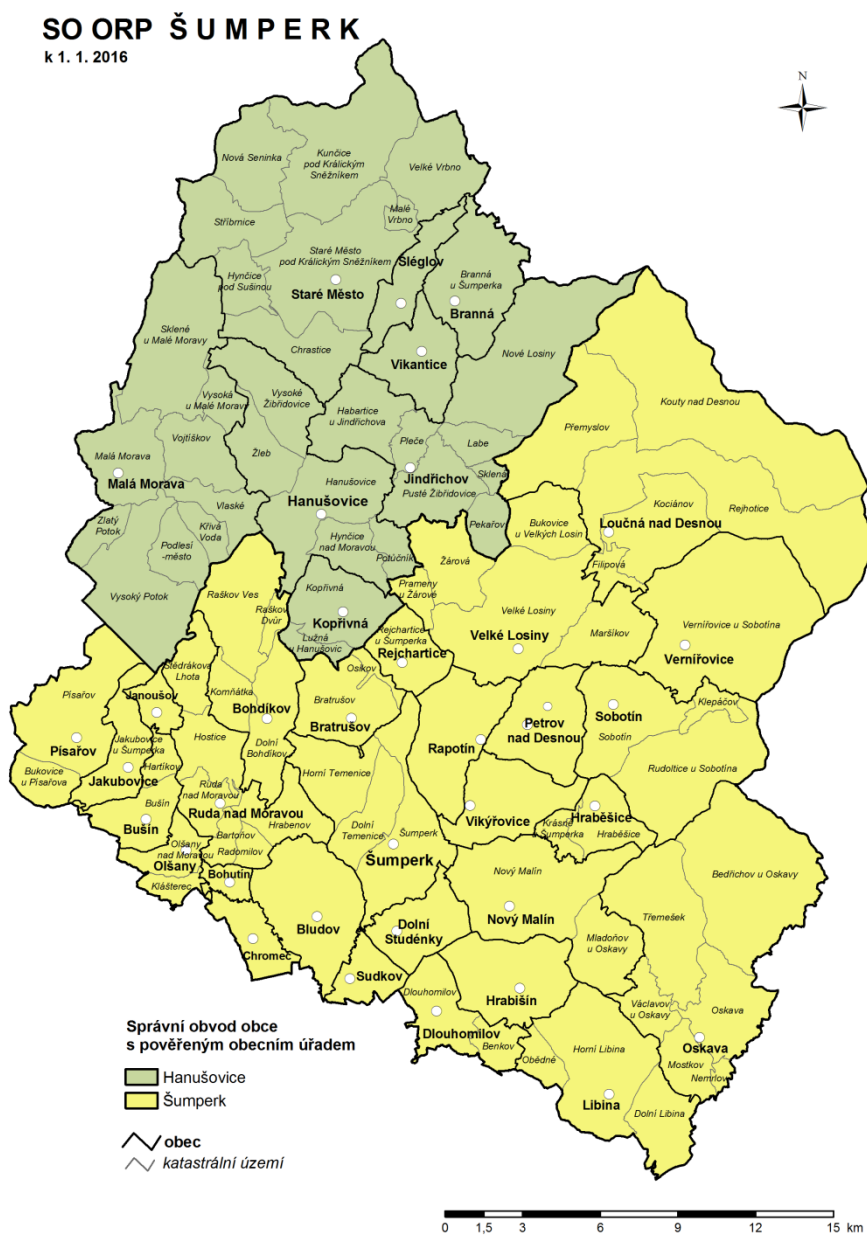 SO ORP ŠUMPERK
k 1. 1. 2016
N
Nová Seninka
Kunčice
pod Králickým
Sněžníkem
Velké Vrbno
Malé
Vrbno
Stříbrnice
Staré Město
pod Králickým Sněžníkem
Staré Město
Hynčice
pod Sušinou
Sléglov
Branná
u Šumperka
Branná
Chrastice
Vikantice
Nové Losiny
Sklené
u Malé Moravy
Vysoká
u Malé Moravy
Vysoké
Žibřidovice
Habartice
u Jindřichova
Kouty nad Desnou
Přemyslov
Vojtíškov
Žleb
Pleče
Labe
Malá Morava
Malá Morava
Hanušovice
Hanušovice
Jindřichov
Pusté Žibřidovice
Sklená
Pekařov
Kociánov
Rejhotice
Loučná nad Desnou
Filipová
Bukovice
u Velkých Losin
Zlatý
Potok
Křivá
Voda
Vlaské
Podlesí
-město
Vysoký Potok
Hynčice
nad Moravou
Potůčník
Kopřivná
Kopřivná
Lužná
u Hanušovic
Raškov Ves
Raškov
Dvůr
Žárová
Prameny
u Žárové
Velké Losiny
Velké Losiny
Maršíkov
Vernířovice u Sobotína
Vernířovice
Rejchartice
u Šumperka
Rejchartice
Štědrákova
Lhota
Komňátka
Bohdíkov
Dolní
Bohdíkov
Osikov
Bratrušov
Bratrušov
Písařov
Písařov
Bukovice
u Písařova
Janoušov
Jakubovice
u Šumperka
Jakubovice
Hartíkov
Hostice
Ruda
nad Moravou
Ruda nad Moravou
Hrabenov
Bartoňov
Radomilov
Bušín
Bušín
Olšany
nad Moravou
Olšany
Klášterec
Bohutín
Horní Temenice
Dolní
Temenice
Šumperk
Šumperk
Rapotín
Petrov
nad Desnou
Sobotín
Sobotín
Klepáčov
Rudoltice u Sobotína
Vikýřovice
Hraběšice
Hraběšice
Krásné
u Šumperka
Bludov
Chromeč
Sudkov
Dolní
Studénky
Nový Malín
Nový Malín
Mladoňov
u Oskavy
Třemešek
Bedřichov u Oskavy
Hrabišín
Dlouhomilov
Dlouhomilov
Benkov
Obědné
Horní Libina
Libina
Dolní Libina
Václavov
u Oskavy
Oskava
Oskava
Mostkov
Nemrlov
Správní obvod obce
s pověřeným obecním úřadem
Hanušovice
Šumperk
obec
katastrální území
0 1,5 3 6 9 12 15 km